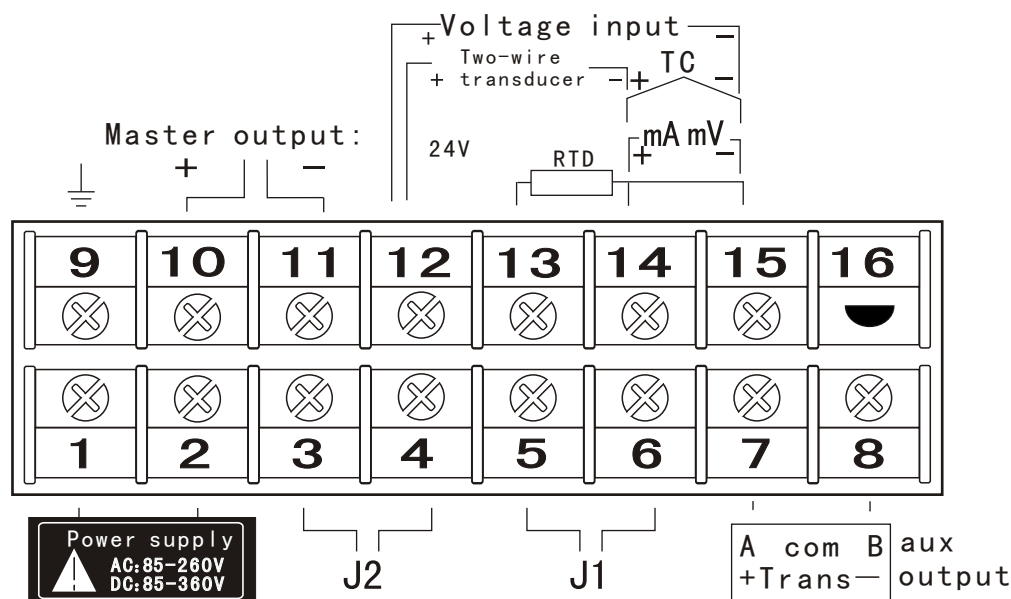 + Voltage input −
Two-wire
+ transducer − + TC −
Master output:
24V
mA mV
+ −
RTD
+ −
9 10 11 12 13 14 15 16
1 2 3 4 5 6 7 8
Power supply
AC:85-260V
DC:85-360V
J2
J1
A com B aux
+Trans− output